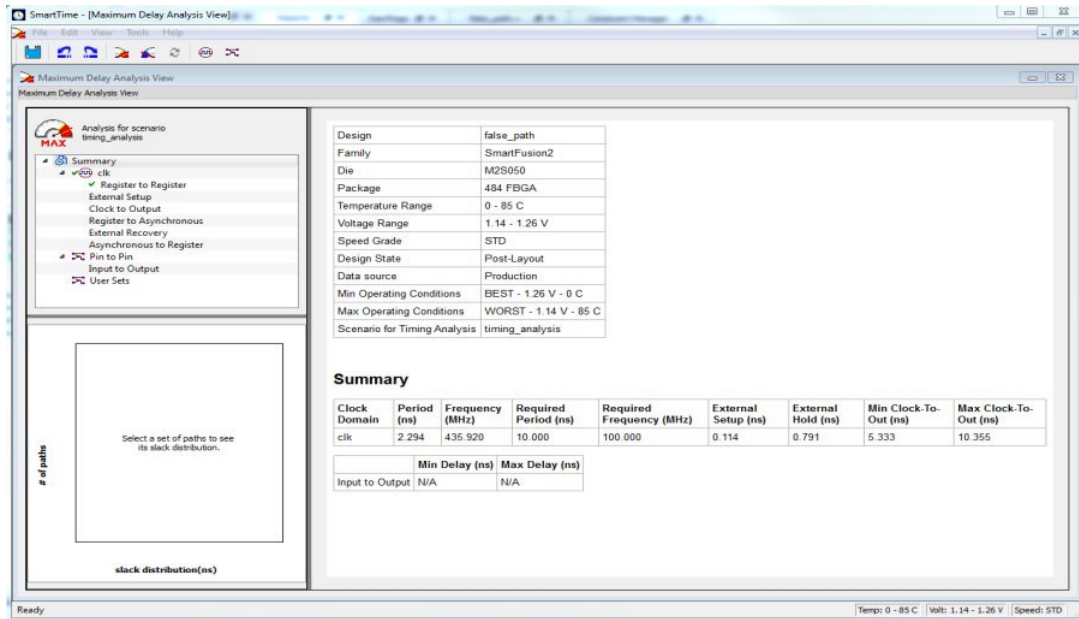 SmartTime - [Maximum Delay Analysis View]
File Edit View Tools Help
Maximum Delay Analysis View
Maximum Delay Analysis View
MAX
Analysis for scenario
timing_analysis
Summary
clk
Register to Register
External Setup
Clock to Output
Register to Asynchronous
External Recovery
Asynchronous to Register
Pin to Pin
Input to Output
User Sets
# of paths
Select a set of paths to see
its slack distribution.
slack distribution(ns)
Design false_path
Family SmartFusion2
Die M2S050
Package 484 FBGA
Temperature Range 0 - 85 C
Voltage Range 1.14 - 1.26 V
Speed Grade STD
Design State Post-Layout
Data source Production
Min Operating Conditions BEST - 1.26 V - 0 C
Max Operating Conditions WORST - 1.14 V - 85 C
Scenario for Timing Analysis timing_analysis
Summary
Clock Domain Period (ns) Frequency (MHz) Required Period (ns) Required Frequency (MHz) External Setup (ns) External Hold (ns) Min Clock-To-Out (ns) Max Clock-To-Out (ns)
clk 2.294 435.920 10.000 100.000 0.114 0.791 5.333 10.355
Min Delay (ns) Max Delay (ns)
Input to Output N/A N/A
Ready
Temp: 0 - 85 C Volt: 1.14 - 1.26 V Speed: STD